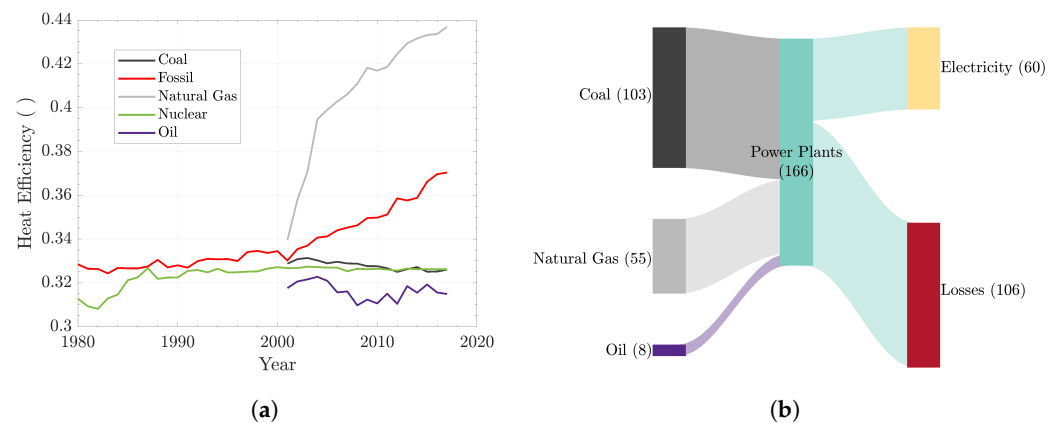 0.44
0.42
0.4
0.38
0.36
0.34
0.32
0.3
Heat Efficiency ( )
Coal
Fossil
Natural Gas
Nuclear
Oil
1980
1990
2000
2010
2020
Year
(a)
Coal (103)
Natural Gas (55)
Oil (8)
Power Plants
(166)
Electricity (60)
Losses (106)
(b)